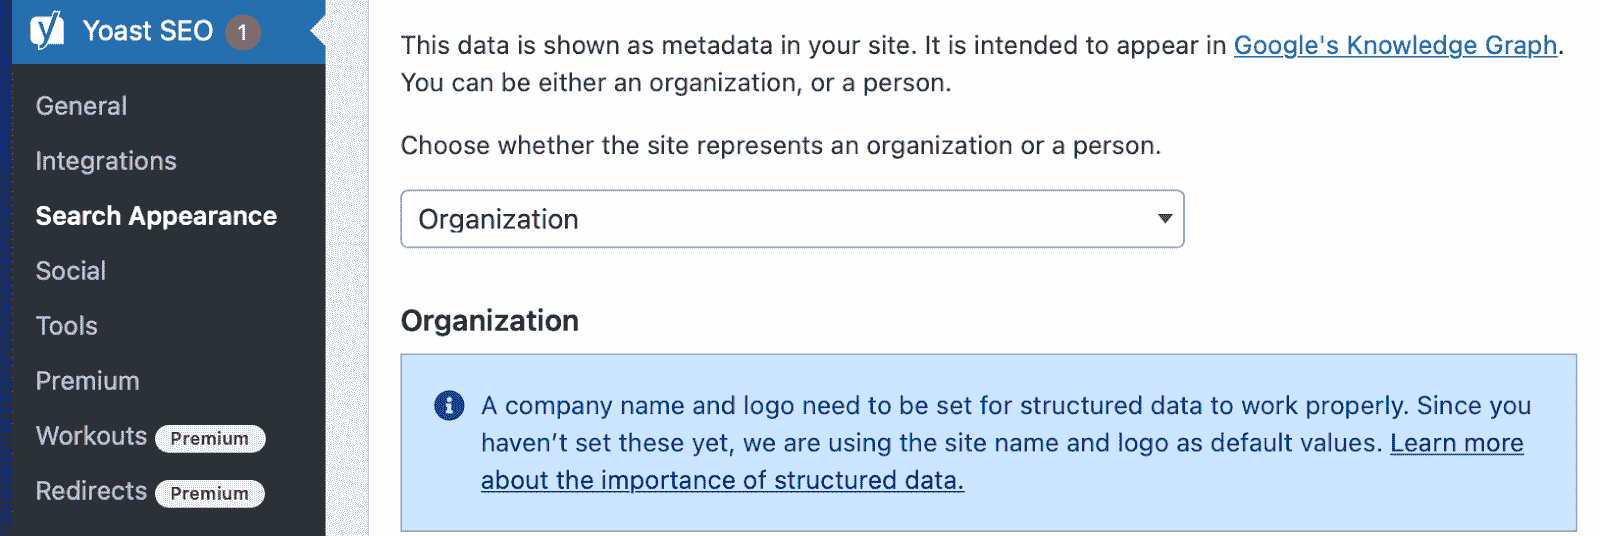 Yoast SEO 1
General
Integrations
Search Appearance
Social
Tools
Premium
Workouts Premium
Redirects Premium
This data is shown as metadata in your site. It is intended to appear in Google's Knowledge Graph.
You can be either an organization, or a person.
Choose whether the site represents an organization or a person.
Organization
Organization
A company name and logo need to be set for structured data to work properly. Since you
haven’t set these yet, we are using the site name and logo as default values. Learn more
about the importance of structured data.